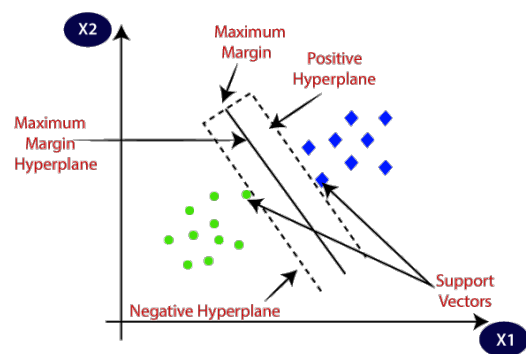 X2
Maximum
Margin
Positive
Hyperplane
Maximum
Margin
Hyperplane
Support
Vectors
Negative Hyperplane
X1